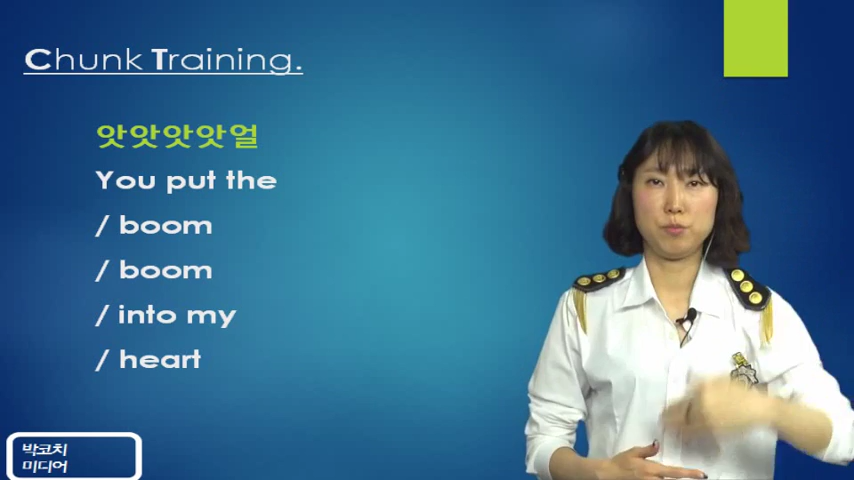 Chunk Training.
앗앗앗앗얼
You put the
/ boom
/ boom
/ into my
/ heart
박코치
미디어